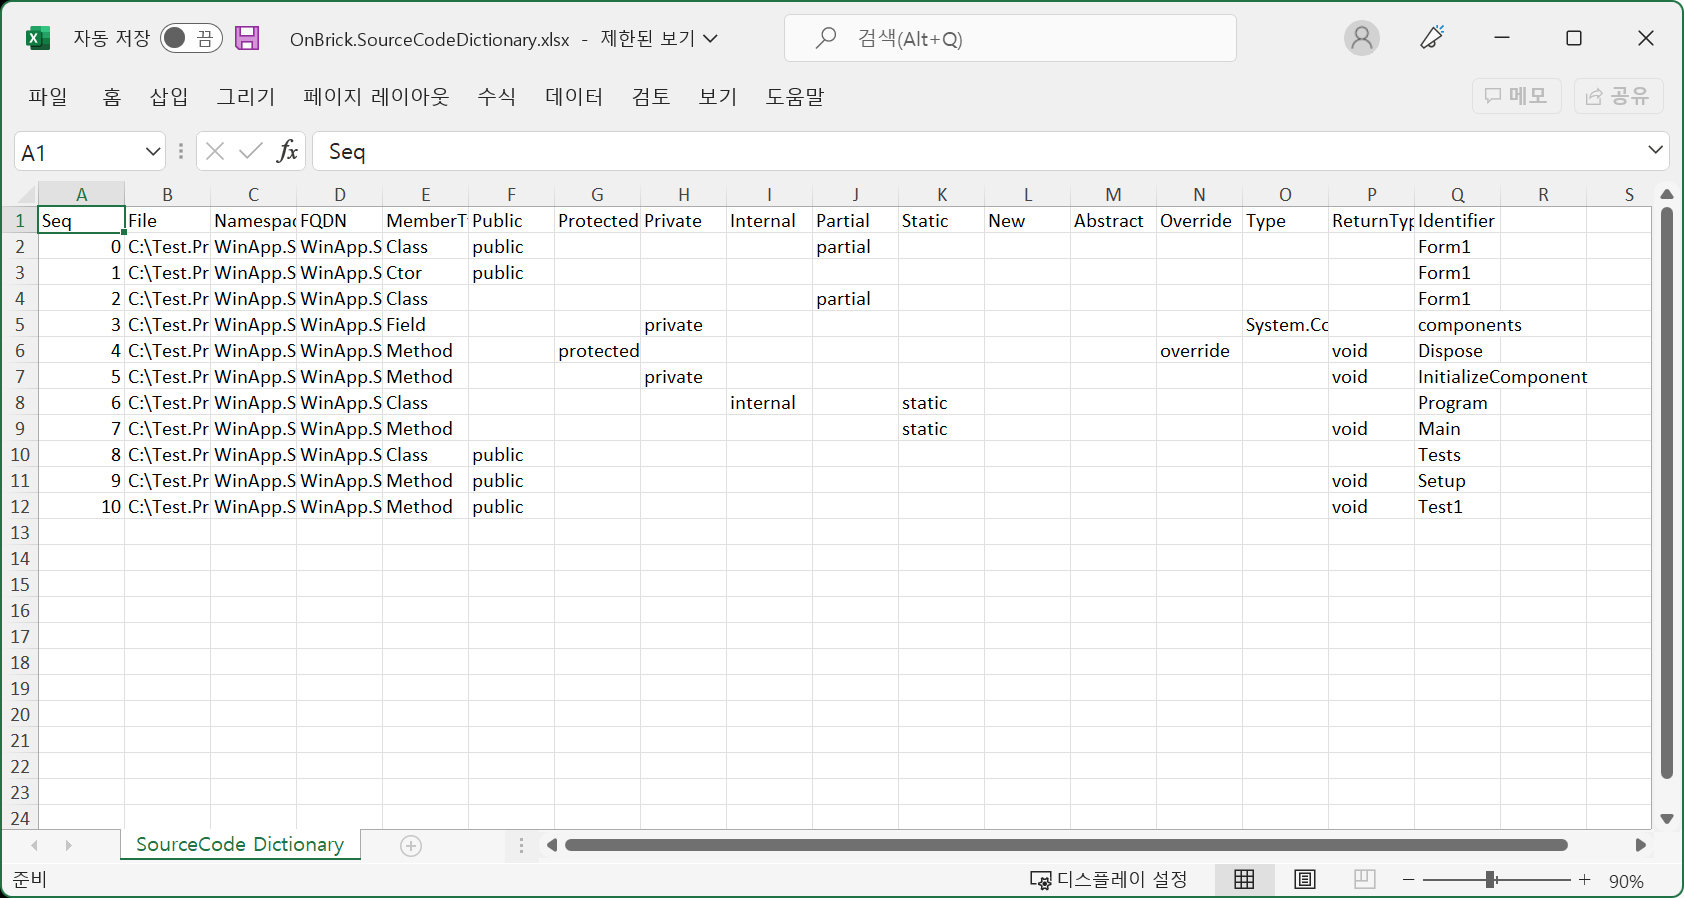 자동 저장 끔 OnBrick.SourceCodeDictionary.xlsx - 제한된 보기 검색(Alt+Q)
파일 홈 삽입 그리기 페이지 레이아웃 수식 데이터 검토 보기 도움말 메모 공유
A1 fx Seq
A B C D E F G H I J K L M N O P Q R S
1 Seq File Namespac FQDN MemberT Public Protected Private Internal Partial Static New Abstract Override Type ReturnTyp Identifier
2 0 C:\Test.Pr WinApp.S WinApp.S Class public partial Form1
3 1 C:\Test.Pr WinApp.S WinApp.S Ctor public Form1
4 2 C:\Test.Pr WinApp.S WinApp.S Class partial Form1
5 3 C:\Test.Pr WinApp.S WinApp.S Field private System.Co components
6 4 C:\Test.Pr WinApp.S WinApp.S Method protected override void Dispose
7 5 C:\Test.Pr WinApp.S WinApp.S Method private void InitializeComponent
8 6 C:\Test.Pr WinApp.S WinApp.S Class internal static Program
9 7 C:\Test.Pr WinApp.S WinApp.S Method static void Main
10 8 C:\Test.Pr WinApp.S WinApp.S Class public Tests
11 9 C:\Test.Pr WinApp.S WinApp.S Method public void Setup
12 10 C:\Test.Pr WinApp.S WinApp.S Method public void Test1
13
14
15
16
17
18
19
20
21
22
23
24
SourceCode Dictionary
준비 디스플레이 설정 90%